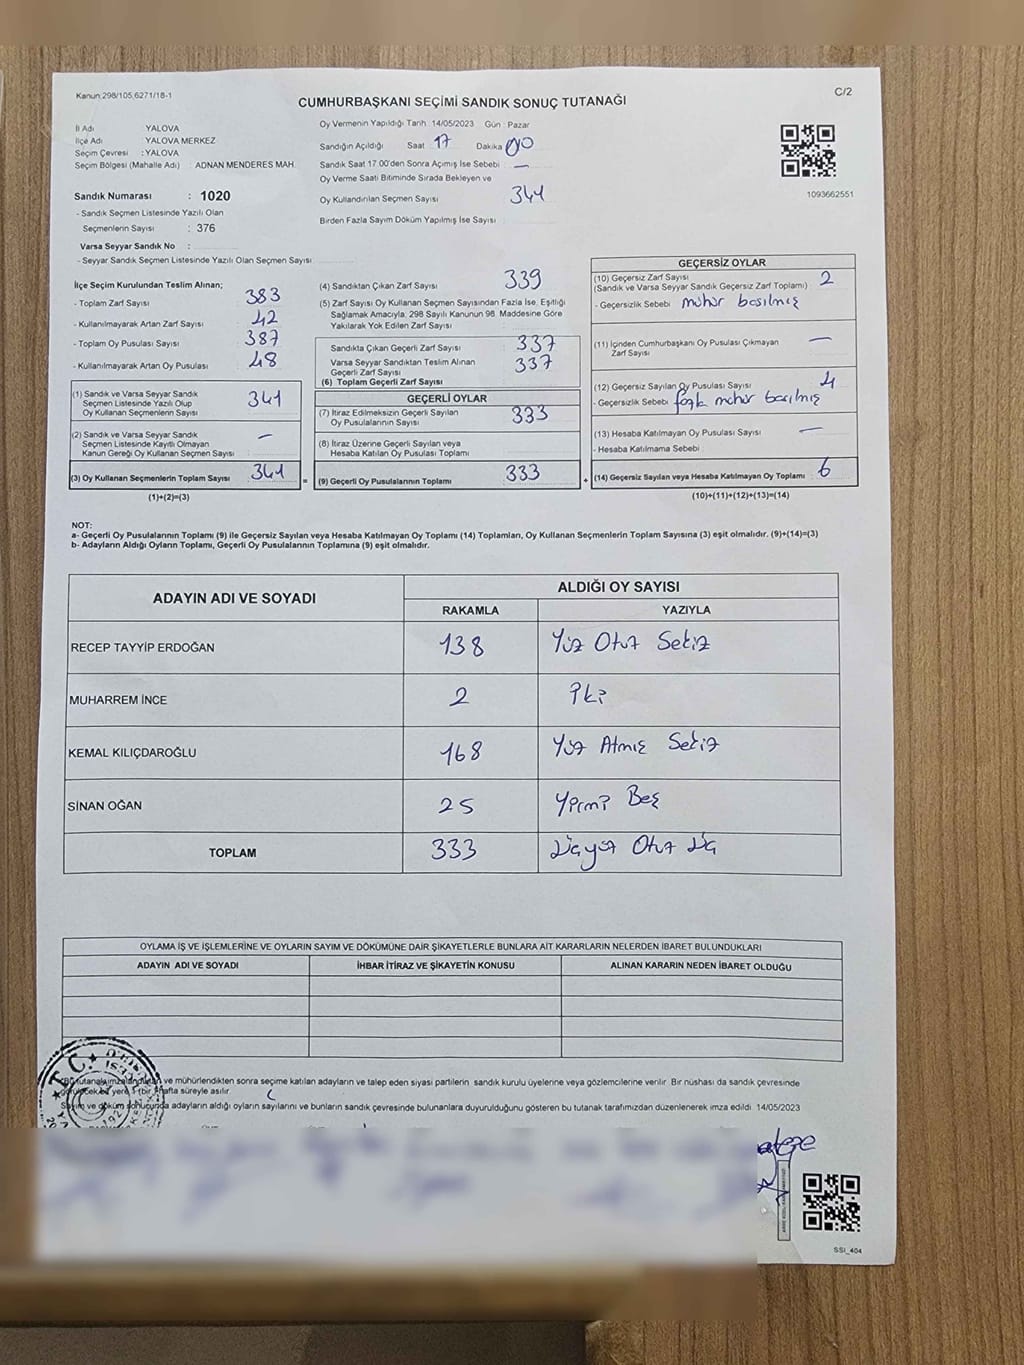 Kanun 298/105,6271/18-1
C/2
CUMHURBAŞKANI SEÇİMİ SANDIK SONUÇ TUTANAĞI
İl Adı YALOVA
İlçe Adı YALOVA MERKEZ
Seçim Çevresi : YALOVA
Seçim Bölgesi (Mahalle Adı) ADNAN MENDERES MAH.
Sandık Numarası : 1020
- Sandık Seçmen Listesinde Yazılı Olan
Seçmenlerin Sayısı : 376
Varsa Seyyar Sandık No :
- Seyyar Sandık Seçmen Listesinde Yazılı Olan Seçmen Sayısı
Oy Vermenin Yapıldığı Tarih :14/05/2023 Gün : Pazar
Sandığın Açıldığı Saat 17 Dakika 00
Sandık Saat 17.00'den Sonra Açımış İse Sebebi —
Oy Verme Saati Bitiminde Sırada Bekleyen ve
Oy Kullandırılan Seçmen Sayısı 341
Birden Fazla Sayım Döküm Yapılmış İse Sayısı
1093662551
İlçe Seçim Kurulundan Teslim Alınan;
- Toplam Zarf Sayısı 383
- Kullanılmayarak Artan Zarf Sayısı 42
- Toplam Oy Pusulası Sayısı 387
- Kullanılmayarak Artan Oy Pusulası 48
(1) Sandık ve Varsa Seyyar Sandık
Seçmen Listesinde Yazılı Olup
Oy Kullanan Seçmenlerin Sayısı 341
(2) Sandık ve Varsa Seyyar Sandık
Seçmen Listesinde Kayıtlı Olmayan
Kanun Gereği Oy Kullanan Seçmen Sayısı —
(3) Oy Kullanan Seçmenlerin Toplam Sayısı 341
(1)+(2)=(3)
(4) Sandıktan Çıkan Zarf Sayısı 339
(5) Zarf Sayısı Oy Kullanan Seçmen Sayısından Fazla İse, Eşitliği
Sağlamak Amacıyla, 298 Sayılı Kanunun 98. Maddesine Göre
Yakılarak Yok Edilen Zarf Sayısı
Sandıkta Çıkan Geçerli Zarf Sayısı 337
Varsa Seyyar Sandıktan Teslim Alınan
Geçerli Zarf Sayısı 337
(6) Toplam Geçerli Zarf Sayısı
GEÇERLİ OYLAR
(7) İtiraz Edilmeksizin Geçerli Sayılan
Oy Pusulalarının Sayısı 333
(8) İtiraz Üzerine Geçerli Sayılan veya
Hesaba Katılan Oy Pusulası Toplamı
= (9) Geçerli Oy Pusulalarının Toplamı 333
GEÇERSİZ OYLAR
(10) Geçersiz Zarf Sayısı 2
(Sandık ve Varsa Seyyar Sandık Geçersiz Zarf Toplamı)
- Geçersizlik Sebebi mühür basılmış
(11) İçinden Cumhurbaşkanı Oy Pusulası Çıkmayan
Zarf Sayısı —
(12) Geçersiz Sayılan Oy Pusulası Sayısı 4
- Geçersizlik Sebebi fazla mühür basılmış
(13) Hesaba Katılmayan Oy Pusulası Sayısı —
- Hesaba Katılmama Sebebi
+ (14) Geçersiz Sayılan veya Hesaba Katılmayan Oy Toplamı 6
(10)+(11)+(12)+(13)=(14)
NOT:
a- Geçerli Oy Pusulalarının Toplamı (9) ile Geçersiz Sayılan veya Hesaba Katılmayan Oy Toplamı (14) Toplamları, Oy Kullanan Seçmenlerin Toplam Sayısına (3) eşit olmalıdır. (9)+(14)=(3)
b- Adayların Aldığı Oyların Toplamı, Geçerli Oy Pusulalarının Toplamına (9) eşit olmalıdır.
ADAYIN ADI VE SOYADI ALDIĞI OY SAYISI
RAKAMLA YAZIYLA
RECEP TAYYİP ERDOĞAN 138 Yüz Otuz Sekiz
MUHARREM İNCE 2 İki
KEMAL KILIÇDAROĞLU 168 Yüz Atmış Sekiz
SİNAN OĞAN 25 Yirmi Beş
TOPLAM 333 Üçyüz Otuz Üç
OYLAMA İŞ VE İŞLEMLERİNE VE OYLARIN SAYIM VE DÖKÜMÜNE DAİR ŞİKAYETLERLE BUNLARA AİT KARARLARIN NELERDEN İBARET BULUNDUKLARI
ADAYIN ADI VE SOYADI İHBAR İTİRAZ VE ŞİKAYETİN KONUSU ALINAN KARARIN NEDEN İBARET OLDUĞU
T.C.
ve mühürlendikten sonra seçime katılan adayların ve talep eden siyasi partilerin sandık kurulu üyelerine veya gözlemcilerine verilir. Bir nüshası da sandık çevresinde
yere 1 (bir) hafta süreyle asılır
Sayım ve döküm sonucunda adayların aldığı oyların sayılarını ve bunların sandık çevresinde bulunanlara duyurulduğunu gösteren bu tutanak tarafımızdan düzenlenerek imza edildi. 14/05/2023
SSI_404